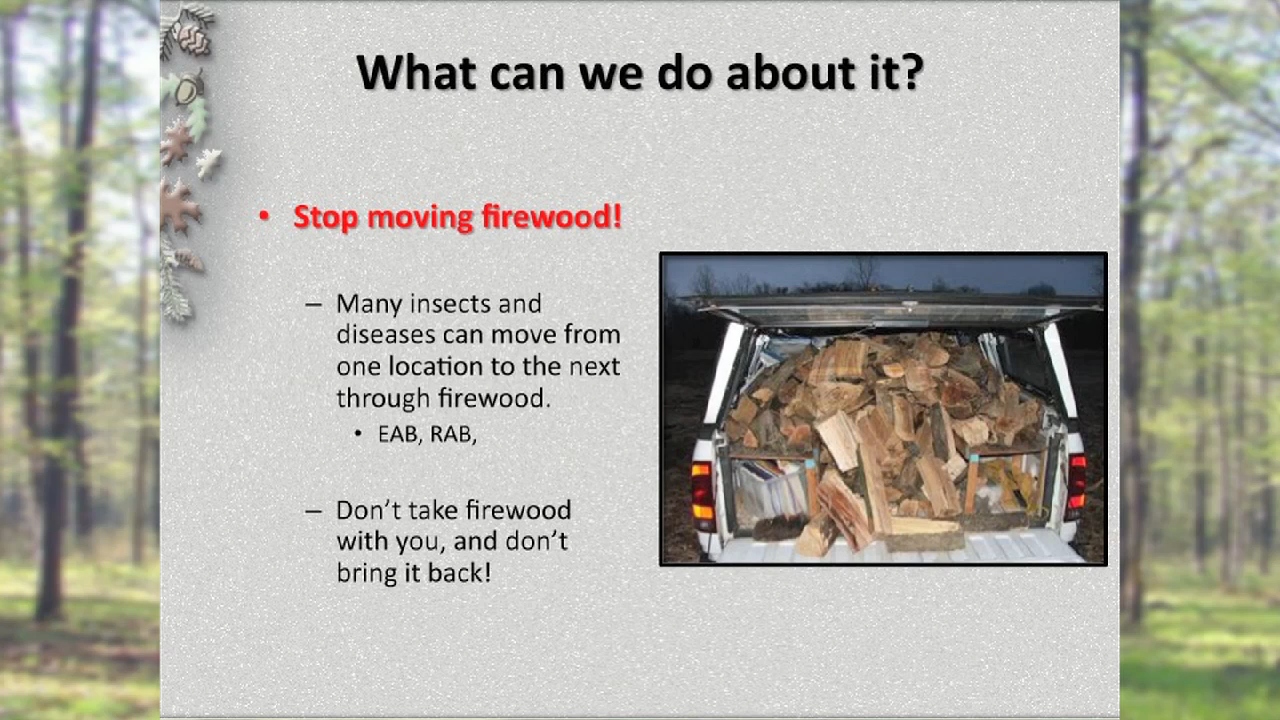 What can we do about it?
• Stop moving firewood!
– Many insects and
diseases can move from
one location to the next
through firewood.
• EAB, RAB,
– Don’t take firewood
with you, and don’t
bring it back!